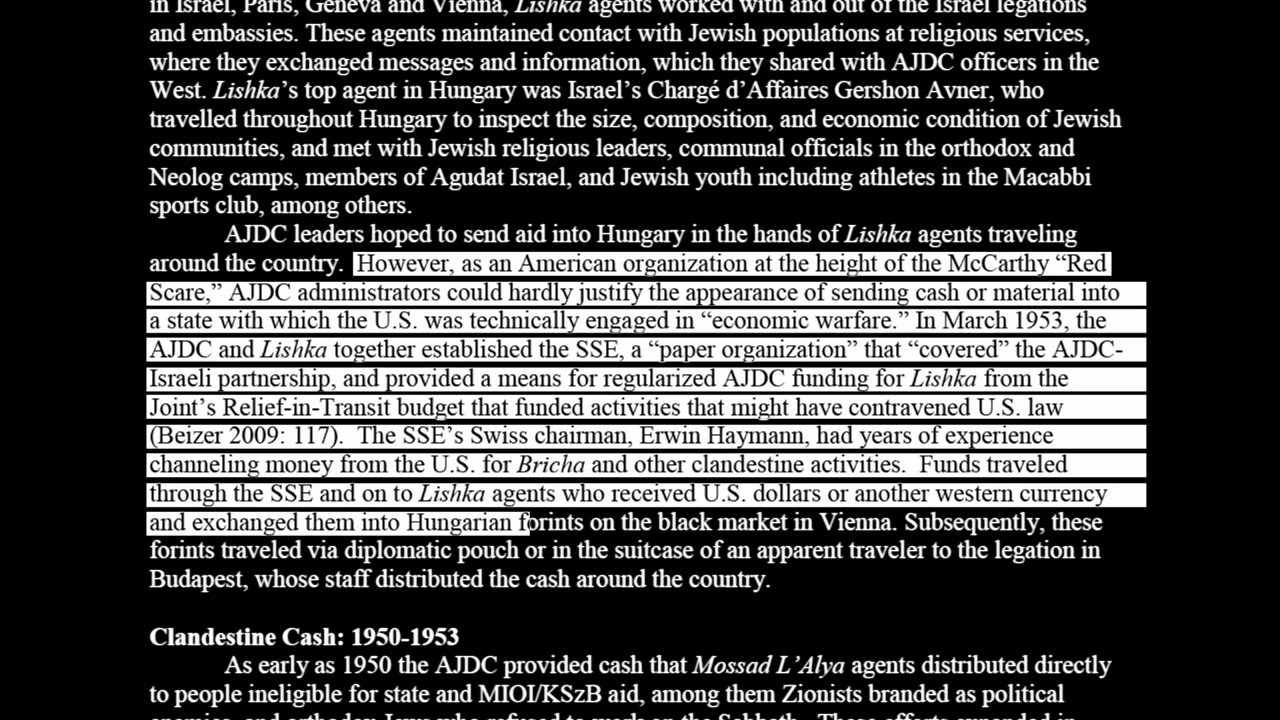 in Israel, Paris, Geneva and Vienna, Lishka agents worked with and out of the Israel legations
and embassies. These agents maintained contact with Jewish populations at religious services,
where they exchanged messages and information, which they shared with AJDC officers in the
West. Lishka’s top agent in Hungary was Israel’s Chargé d’Affaires Gershon Avner, who
travelled throughout Hungary to inspect the size, composition, and economic condition of Jewish
communities, and met with Jewish religious leaders, communal officials in the orthodox and
Neolog camps, members of Agudat Israel, and Jewish youth including athletes in the Macabbi
sports club, among others.
AJDC leaders hoped to send aid into Hungary in the hands of Lishka agents traveling
around the country. However, as an American organization at the height of the McCarthy “Red
Scare,” AJDC administrators could hardly justify the appearance of sending cash or material into
a state with which the U.S. was technically engaged in “economic warfare.” In March 1953, the
AJDC and Lishka together established the SSE, a “paper organization” that “covered” the AJDC-
Israeli partnership, and provided a means for regularized AJDC funding for Lishka from the
Joint’s Relief-in-Transit budget that funded activities that might have contravened U.S. law
(Beizer 2009: 117). The SSE’s Swiss chairman, Erwin Haymann, had years of experience
channeling money from the U.S. for Bricha and other clandestine activities. Funds traveled
through the SSE and on to Lishka agents who received U.S. dollars or another western currency
and exchanged them into Hungarian forints on the black market in Vienna. Subsequently, these
forints traveled via diplomatic pouch or in the suitcase of an apparent traveler to the legation in
Budapest, whose staff distributed the cash around the country.
Clandestine Cash: 1950-1953
As early as 1950 the AJDC provided cash that Mossad L’Alya agents distributed directly
to people ineligible for state and MIOI/KSzB aid, among them Zionists branded as political
enemies, and orthodox Jews who refused to work on the Sabbath. These efforts expanded in